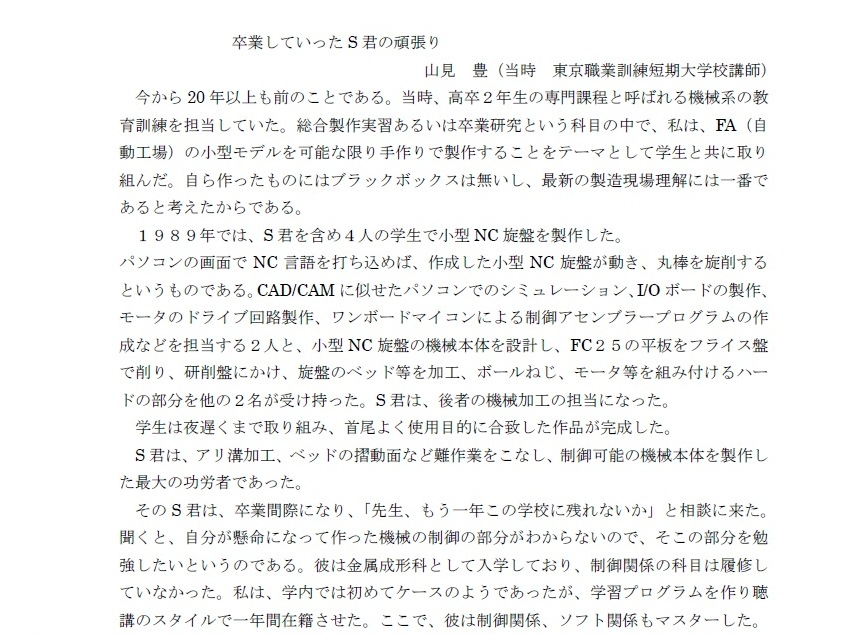 卒業していったS君の頑張り
山見　豊（当時　東京職業訓練短期大学校講師）
今から 20 年以上も前のことである。当時、高卒２年生の専門課程と呼ばれる機械系の教
育訓練を担当していた。総合製作実習あるいは卒業研究という科目の中で、私は、FA（自
動工場）の小型モデルを可能な限り手作りで製作することをテーマとして学生と共に取り
組んだ。自ら作ったものにはブラックボックスは無いし、最新の製造現場理解には一番で
あると考えたからである。
１９８９年では、S君を含め４人の学生で小型 NC 旋盤を製作した。
パソコンの画面で NC 言語を打ち込めば、作成した小型 NC 旋盤が動き、丸棒を旋削する
というものである。CAD/CAM に似せたパソコンでのシミュレーション、I/O ボードの製作、
モータのドライブ回路製作、ワンボードマイコンによる制御アセンブラープログラムの作
成などを担当する２人と、小型 NC 旋盤の機械本体を設計し、FC２５の平板をフライス盤
で削り、研削盤にかけ、旋盤のベッド等を加工、ボールねじ、モータ等を組み付けるハー
ドの部分を他の２名が受け持った。S君は、後者の機械加工の担当になった。
学生は夜遅くまで取り組み、首尾よく使用目的に合致した作品が完成した。
S君は、アリ溝加工、ベッドの摺動面など難作業をこなし、制御可能の機械本体を製作し
た最大の功労者であった。
そのS君は、卒業間際になり、「先生、もう一年この学校に残れないか」と相談に来た。
聞くと、自分が懸命になって作った機械の制御の部分がわからないので、そこの部分を勉
強したいというのである。彼は金属成形科として入学しており、制御関係の科目は履修し
ていなかった。私は、学内では初めてケースのようであったが、学習プログラムを作り聴
講のスタイルで一年間在籍させた。ここで、彼は制御関係、ソフト関係もマスターした。